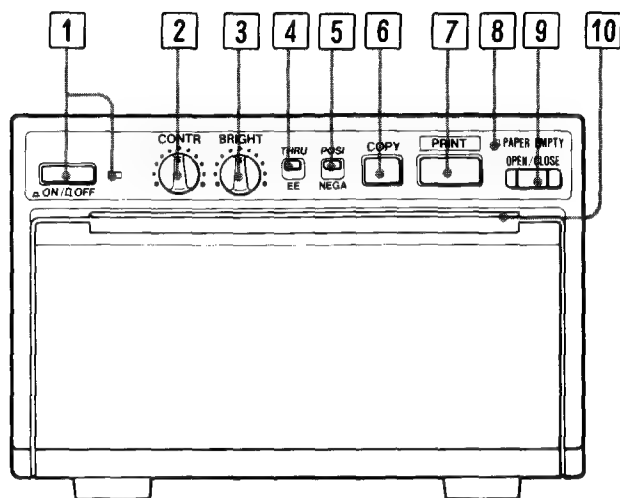 1 2 3 4 5 6 7 8 9 10
CONTR BRIGHT THRU POSI COPY PRINT PAPER EMPTY
OPEN/CLOSE
EE NEGA
ON/OFF